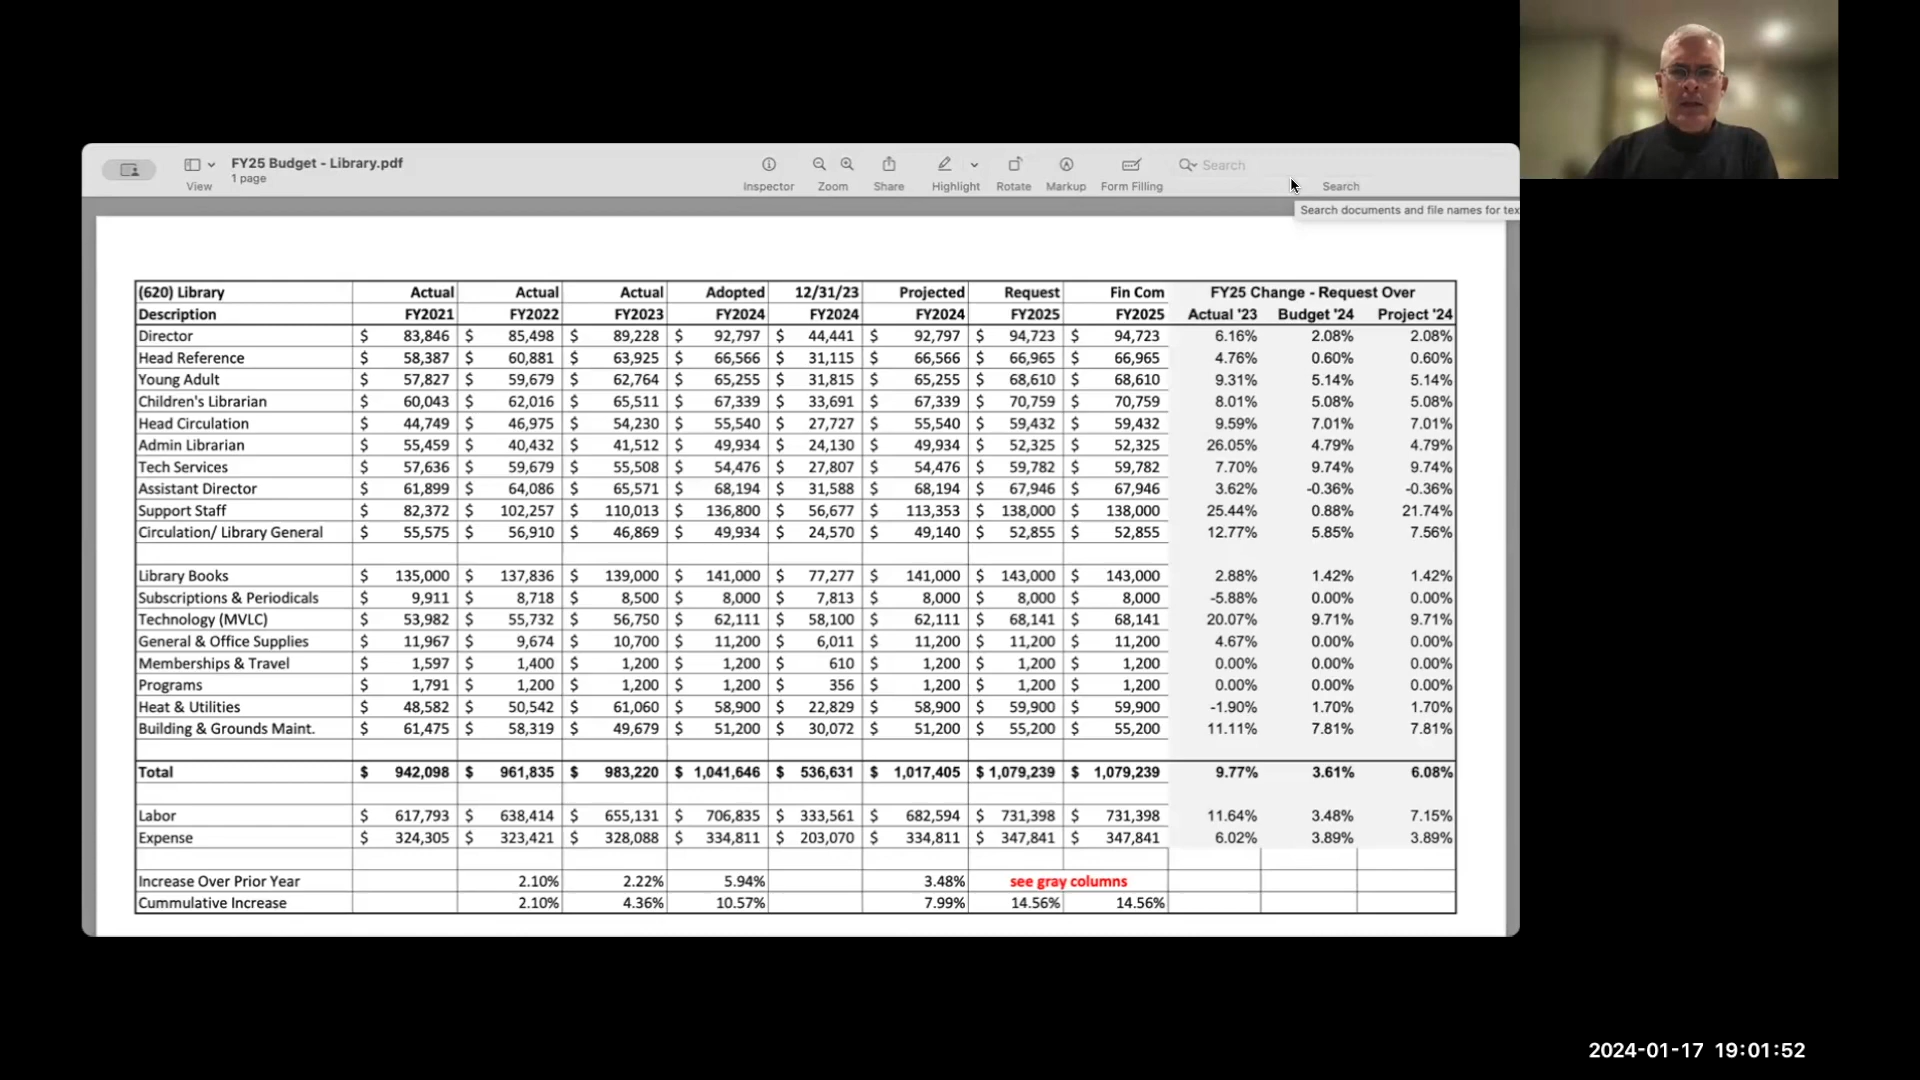 FY25 Budget - Library.pdf
1 page
View
Inspector
Zoom
Share
Highlight
Rotate
Markup
Form Filling
Search
Search
Search documents and file names for tex
(620) Library Actual Actual Actual Adopted 12/31/23 Projected Request Fin Com FY25 Change - Request Over
Description FY2021 FY2022 FY2023 FY2024 FY2024 FY2024 FY2025 FY2025 Actual '23 Budget '24 Project '24
Director $ 83,846 $ 85,498 $ 89,228 $ 92,797 $ 44,441 $ 92,797 $ 94,723 $ 94,723 6.16% 2.08% 2.08%
Head Reference $ 58,387 $ 60,881 $ 63,925 $ 66,566 $ 31,115 $ 66,566 $ 66,965 $ 66,965 4.76% 0.60% 0.60%
Young Adult $ 57,827 $ 59,679 $ 62,764 $ 65,255 $ 31,815 $ 65,255 $ 68,610 $ 68,610 9.31% 5.14% 5.14%
Children's Librarian $ 60,043 $ 62,016 $ 65,511 $ 67,339 $ 33,691 $ 67,339 $ 70,759 $ 70,759 8.01% 5.08% 5.08%
Head Circulation $ 44,749 $ 46,975 $ 54,230 $ 55,540 $ 27,727 $ 55,540 $ 59,432 $ 59,432 9.59% 7.01% 7.01%
Admin Librarian $ 55,459 $ 40,432 $ 41,512 $ 49,934 $ 24,130 $ 49,934 $ 52,325 $ 52,325 26.05% 4.79% 4.79%
Tech Services $ 57,636 $ 59,679 $ 55,508 $ 54,476 $ 27,807 $ 54,476 $ 59,782 $ 59,782 7.70% 9.74% 9.74%
Assistant Director $ 61,899 $ 64,086 $ 65,571 $ 68,194 $ 31,588 $ 68,194 $ 67,946 $ 67,946 3.62% -0.36% -0.36%
Support Staff $ 82,372 $ 102,257 $ 110,013 $ 136,800 $ 56,677 $ 113,353 $ 138,000 $ 138,000 25.44% 0.88% 21.74%
Circulation/ Library General $ 55,575 $ 56,910 $ 46,869 $ 49,934 $ 24,570 $ 49,140 $ 52,855 $ 52,855 12.77% 5.85% 7.56%
Library Books $ 135,000 $ 137,836 $ 139,000 $ 141,000 $ 77,277 $ 141,000 $ 143,000 $ 143,000 2.88% 1.42% 1.42%
Subscriptions & Periodicals $ 9,911 $ 8,718 $ 8,500 $ 8,000 $ 7,813 $ 8,000 $ 8,000 $ 8,000 -5.88% 0.00% 0.00%
Technology (MVLC) $ 53,982 $ 55,732 $ 56,750 $ 62,111 $ 58,100 $ 62,111 $ 68,141 $ 68,141 20.07% 9.71% 9.71%
General & Office Supplies $ 11,967 $ 9,674 $ 10,700 $ 11,200 $ 6,011 $ 11,200 $ 11,200 $ 11,200 4.67% 0.00% 0.00%
Memberships & Travel $ 1,597 $ 1,400 $ 1,200 $ 1,200 $ 610 $ 1,200 $ 1,200 $ 1,200 0.00% 0.00% 0.00%
Programs $ 1,791 $ 1,200 $ 1,200 $ 1,200 $ 356 $ 1,200 $ 1,200 $ 1,200 0.00% 0.00% 0.00%
Heat & Utilities $ 48,582 $ 50,542 $ 61,060 $ 58,900 $ 22,829 $ 58,900 $ 59,900 $ 59,900 -1.90% 1.70% 1.70%
Building & Grounds Maint. $ 61,475 $ 58,319 $ 49,679 $ 51,200 $ 30,072 $ 51,200 $ 55,200 $ 55,200 11.11% 7.81% 7.81%
Total $ 942,098 $ 961,835 $ 983,220 $ 1,041,646 $ 536,631 $ 1,017,405 $ 1,079,239 $ 1,079,239 9.77% 3.61% 6.08%
Labor $ 617,793 $ 638,414 $ 655,131 $ 706,835 $ 333,561 $ 682,594 $ 731,398 $ 731,398 11.64% 3.48% 7.15%
Expense $ 324,305 $ 323,421 $ 328,088 $ 334,811 $ 203,070 $ 334,811 $ 347,841 $ 347,841 6.02% 3.89% 3.89%
Increase Over Prior Year 2.10% 2.22% 5.94% 3.48% see gray columns
Cummulative Increase 2.10% 4.36% 10.57% 7.99% 14.56% 14.56%
2024-01-17 19:01:52